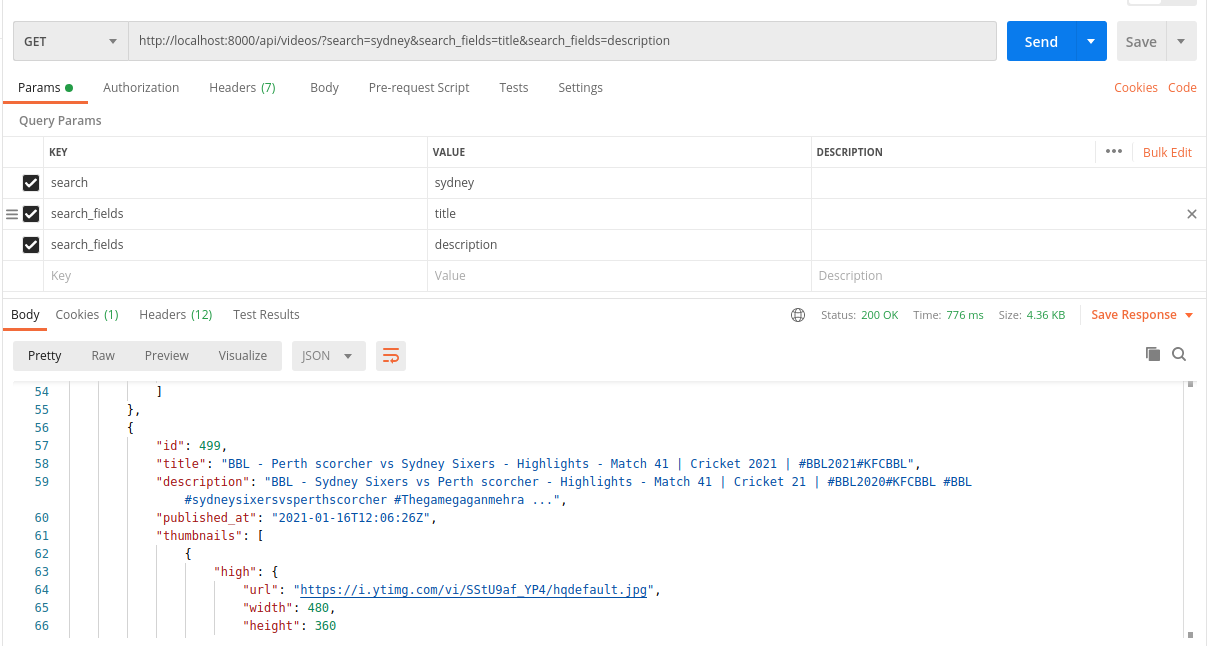 GET http://localhost:8000/api/videos/?search=sydney&search_fields=title&search_fields=description Send Save
Params Authorization Headers (7) Body Pre-request Script Tests Settings Cookies Code
Query Params
KEY VALUE DESCRIPTION ••• Bulk Edit
search sydney
search_fields title
search_fields description
Key Value Description
Body Cookies (1) Headers (12) Test Results Status: 200 OK Time: 776 ms Size: 4.36 KB Save Response
Pretty Raw Preview Visualize JSON
54 ]
55 },
56 {
57 "id": 499,
58 "title": "BBL - Perth scorcher vs Sydney Sixers - Highlights - Match 41 | Cricket 2021 | #BBL2021#KFCBBL",
59 "description": "BBL - Sydney Sixers vs Perth scorcher - Highlights - Match 41 | Cricket 21 | #BBL2020#KFCBBL #BBL
#sydneysixersvsperthscorcher #Thegamegaganmehra ...",
60 "published_at": "2021-01-16T12:06:26Z",
61 "thumbnails": [
62 {
63 "high": {
64 "url": "https://i.ytimg.com/vi/SStU9af_YP4/hqdefault.jpg",
65 "width": 480,
66 "height": 360